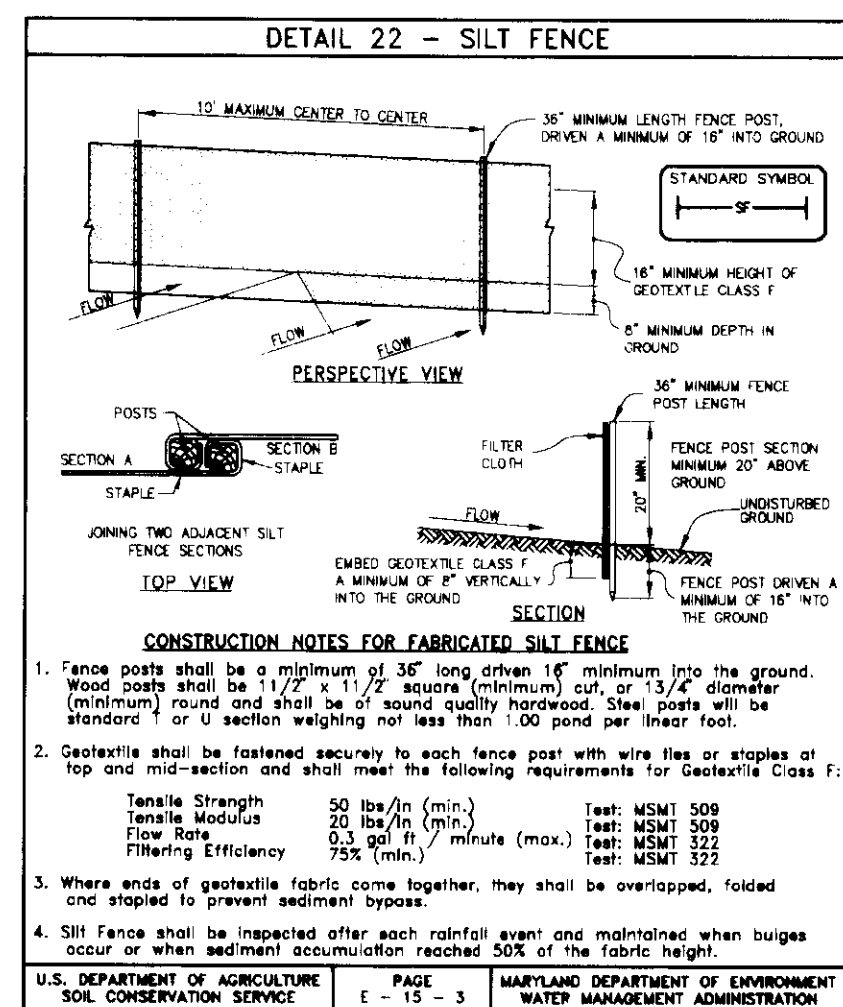 DETAIL 22 – SILT FENCE
10' MAXIMUM CENTER TO CENTER
36" MINIMUM LENGTH FENCE POST,
DRIVEN A MINIMUM OF 16" INTO GROUND
STANDARD SYMBOL
SF
16" MINIMUM HEIGHT OF
GEOTEXTILE CLASS F
8" MINIMUM DEPTH IN
GROUND
FLOW
FLOW
FLOW
PERSPECTIVE VIEW
36" MINIMUM FENCE
POST LENGTH
POSTS
SECTION A
SECTION B
STAPLE
STAPLE
JOINING TWO ADJACENT SILT
FENCE SECTIONS
TOP VIEW
FILTER
CLOTH
20" MIN.
FENCE POST SECTION
MINIMUM 20" ABOVE
GROUND
UNDISTURBED
GROUND
FLOW
EMBED GEOTEXTILE CLASS F
A MINIMUM OF 8" VERTICALLY
INTO THE GROUND
FENCE POST DRIVEN A
MINIMUM OF 16" INTO
THE GROUND
SECTION
CONSTRUCTION NOTES FOR FABRICATED SILT FENCE
1. Fence posts shall be a minimum of 36" long driven 16" minimum into the ground.
Wood posts shall be 11/2" x 11/2" square (minimum) cut, or 13/4" diameter
(minimum) round and shall be of sound quality hardwood. Steel posts will be
standard T or U section weighing not less than 1.00 pond per linear foot.
2. Geotextile shall be fastened securely to each fence post with wire ties or staples at
top and mid-section and shall meet the following requirements for Geotextile Class F:
Tensile Strength 50 lbs/in (min.) Test: MSMT 509
Tensile Modulus 20 lbs/in (min.) Test: MSMT 509
Flow Rate 0.3 gal ft / minute (max.) Test: MSMT 322
Filtering Efficiency 75% (min.) Test: MSMT 322
3. Where ends of geotextile fabric come together, they shall be overlapped, folded
and stapled to prevent sediment bypass.
4. Silt Fence shall be inspected after each rainfall event and maintained when bulges
occur or when sediment accumulation reached 50% of the fabric height.
U.S. DEPARTMENT OF AGRICULTURE
SOIL CONSERVATION SERVICE
PAGE
E – 15 – 3
MARYLAND DEPARTMENT OF ENVIRONMENT
WATER MANAGEMENT ADMINISTRATION